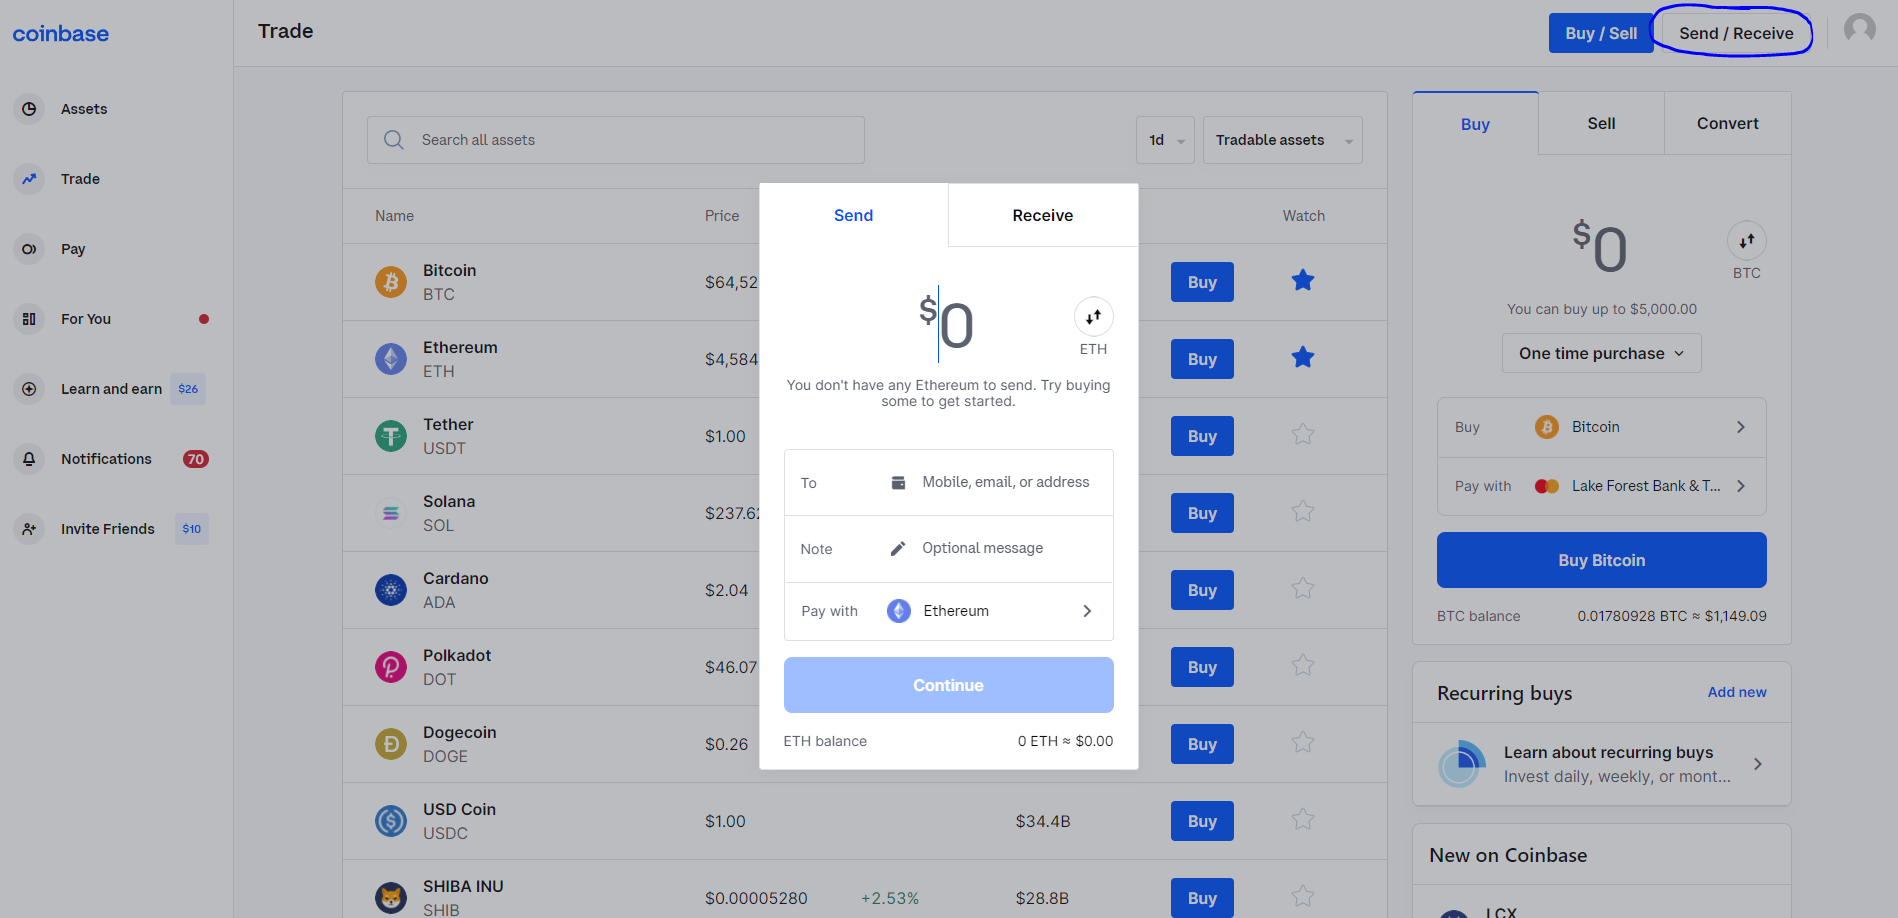 coinbase
Trade
Buy / Sell
Send / Receive
Assets
Trade
Pay
For You
Learn and earn $26
Notifications 70
Invite Friends $10
Search all assets
1d
Tradable assets
Name Price Watch
Bitcoin
BTC
$64,52
Buy
Ethereum
ETH
$4,584
Buy
Tether
USDT
$1.00
Buy
Solana
SOL
Buy
Cardano
ADA
$2.04
Buy
Polkadot
DOT
$46.07
Buy
Dogecoin
DOGE
$0.26
Buy
USD Coin
USDC
$1.00 $34.4B
Buy
SHIBA INU
SHIB
$0.00005280 +2.53% $28.8B
Buy
Send Receive
$0
ETH
You don't have any Ethereum to send. Try buying
some to get started.
To Mobile, email, or address
Note Optional message
Pay with Ethereum
Continue
ETH balance 0 ETH ≈ $0.00
Buy Sell Convert
$0
BTC
You can buy up to $5,000.00
One time purchase
Buy Bitcoin
Pay with Lake Forest Bank & T...
Buy Bitcoin
BTC balance 0.01780928 BTC ≈ $1,149.09
Recurring buys Add new
Learn about recurring buys
Invest daily, weekly, or mont...
New on Coinbase
LCX